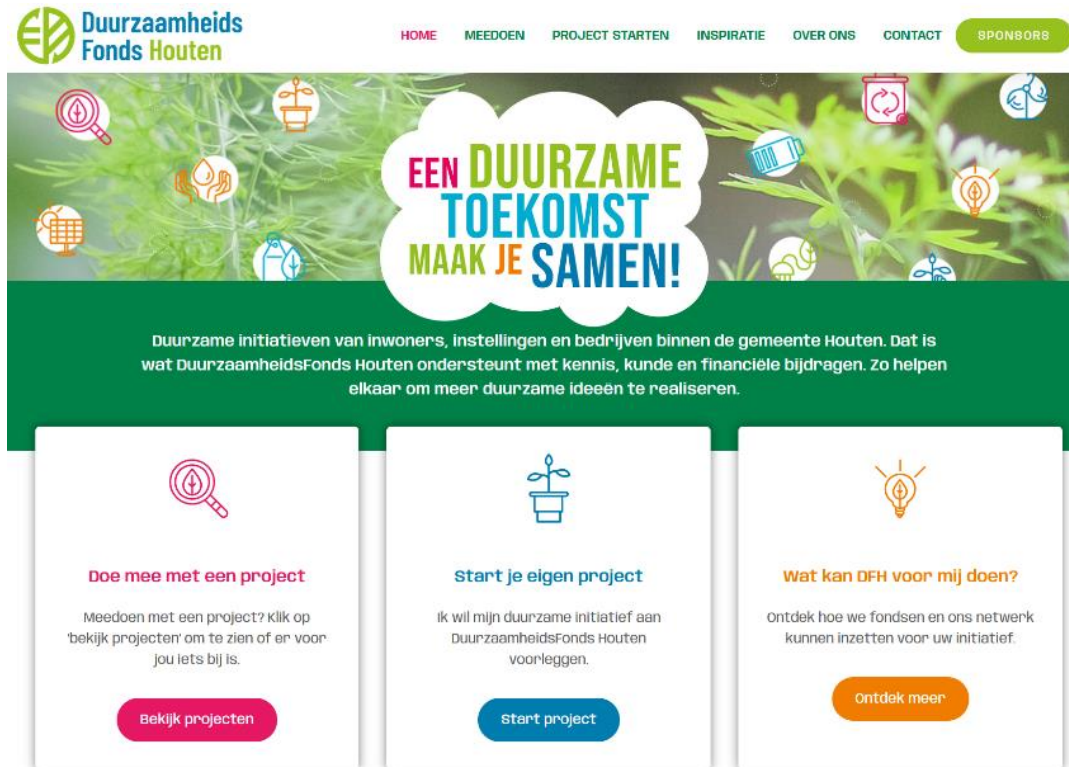 Duurzaamheids
Fonds Houten
HOME MEEDOEN PROJECT STARTEN INSPIRATIE OVER ONS CONTACT SPONSORS
EEN DUURZAME
TOEKOMST
MAAK JE SAMEN!
Duurzame initiatieven van inwoners, instellingen en bedrijven binnen de gemeente Houten. Dat is
wat DuurzaamheidsFonds Houten ondersteunt met kennis, kunde en financiële bijdragen. Zo helpen
elkaar om meer duurzame ideeën te realiseren.
Doe mee met een project
Meedoen met een project? Klik op
'bekijk projecten' om te zien of er voor
jou iets bij is.
Bekijk projecten
Start je eigen project
Ik wil mijn duurzame initiatief aan
DuurzaamheidsFonds Houten
voorleggen.
Start project
Wat kan DFH voor mij doen?
Ontdek hoe we fondsen en ons netwerk
kunnen inzetten voor uw initiatief.
Ontdek meer